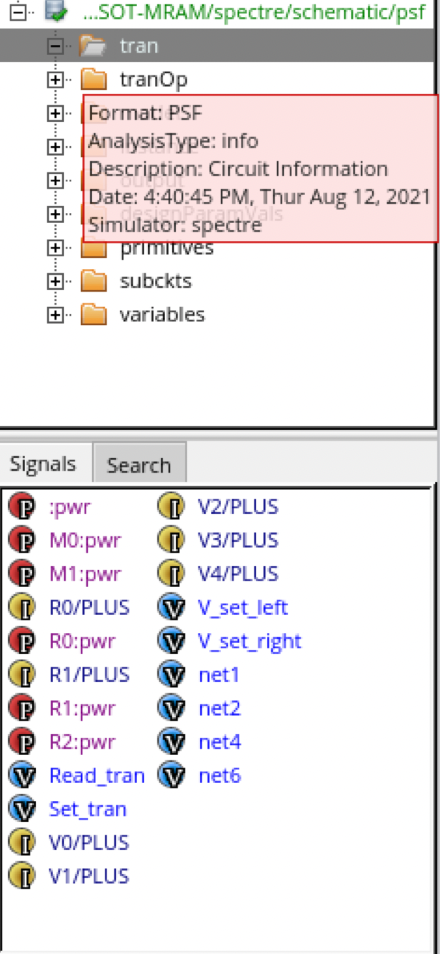 ...SOT-MRAM/spectre/schematic/psf
tran
tranOp
Format: PSF
AnalysisType: info
Description: Circuit Information
output
Date: 4:40:45 PM, Thur Aug 12, 2021
designParamVals
Simulator: spectre
primitives
subckts
variables
Signals
Search
:pwr
M0:pwr
M1:pwr
R0/PLUS
R0:pwr
R1/PLUS
R1:pwr
R2:pwr
Read_tran
Set_tran
V0/PLUS
V1/PLUS
V2/PLUS
V3/PLUS
V4/PLUS
V_set_left
V_set_right
net1
net2
net4
net6